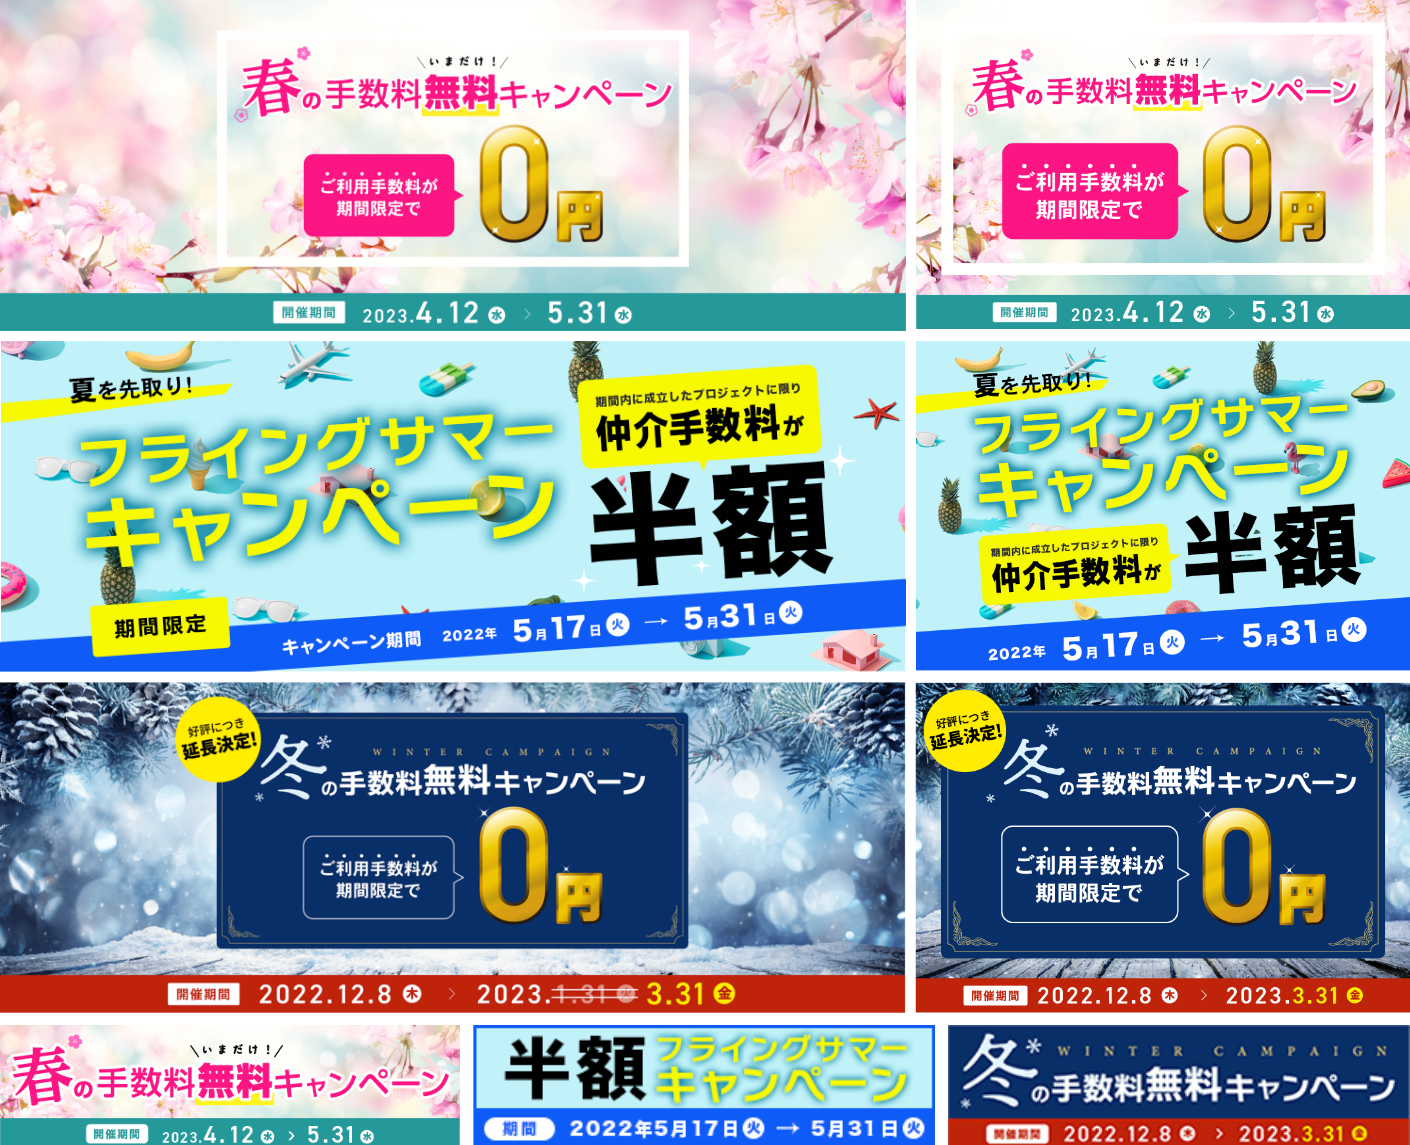 いまだけ!
春の手数料無料キャンペーン
ご利用手数料が
期間限定で
0円
開催期間 2023.4.12 水 > 5.31 水
いまだけ!
春の手数料無料キャンペーン
ご利用手数料が
期間限定で
0円
開催期間 2023.4.12 水 > 5.31 水
夏を先取り!
フライングサマー
キャンペーン
期間内に成立したプロジェクトに限り
仲介手数料が
半額
期間限定
キャンペーン期間 2022年 5月17日 火 → 5月31日 火
夏を先取り!
フライングサマー
キャンペーン
期間内に成立したプロジェクトに限り
仲介手数料が
半額
2022年 5月17日 火 → 5月31日 火
好評につき
延長決定!
WINTER CAMPAIGN
冬の手数料無料キャンペーン
ご利用手数料が
期間限定で
0円
開催期間 2022.12.8 木 > 2023.1.31 火 3.31 金
好評につき
延長決定!
WINTER CAMPAIGN
冬の手数料無料キャンペーン
ご利用手数料が
期間限定で
0円
開催期間 2022.12.8 木 > 2023.3.31 金
いまだけ!
春の手数料無料キャンペーン
開催期間 2023.4.12 水 > 5.31 水
半額
フライングサマー
キャンペーン
期間 2022年5月17日 火 → 5月31日 火
WINTER CAMPAIGN
冬の手数料無料キャンペーン
開催期間 2022.12.8 木 > 2023.3.31 金